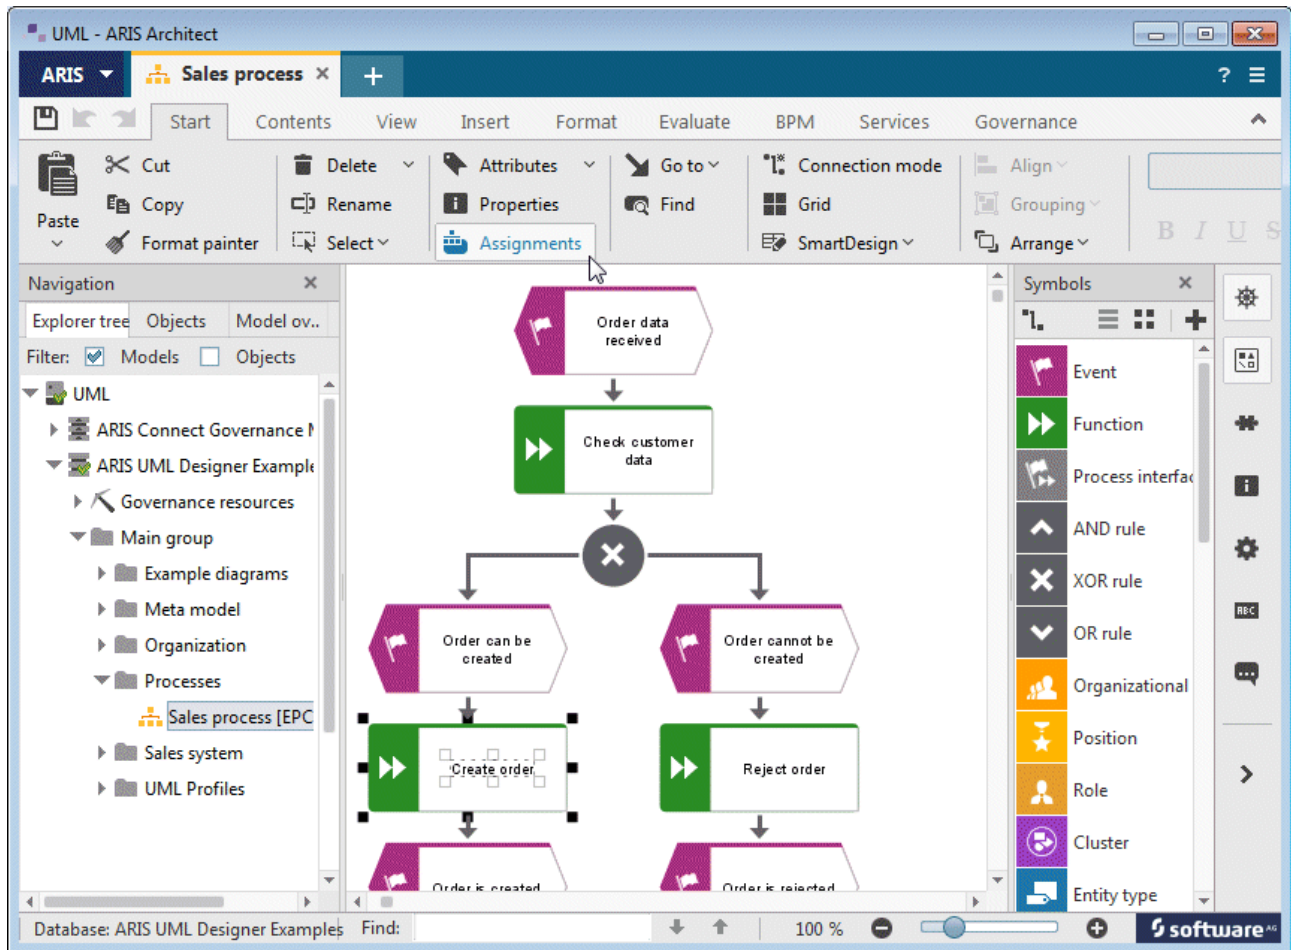 UML - ARIS Architect
ARIS
Sales process
?
Start Contents View Insert Format Evaluate BPM Services Governance
Paste
Cut
Copy
Format painter
Delete
Rename
Select
Attributes
Properties
Assignments
Go to
Find
Connection mode
Grid
SmartDesign
Align
Grouping
Arrange
B I U S
Navigation
Explorer tree Objects Model ov..
Filter: Models Objects
UML
ARIS Connect Governance
ARIS UML Designer Example
Governance resources
Main group
Example diagrams
Meta model
Organization
Processes
Sales process [EPC
Sales system
UML Profiles
Order data
received
Check customer
data
Order can be
created
Order cannot be
created
Create order
Reject order
Order is created
Order is rejected
Symbols
Event
Function
Process interfac
AND rule
XOR rule
OR rule
Organizational
Position
Role
Cluster
Entity type
ABC
Database: ARIS UML Designer Examples Find: 100 %
software AG